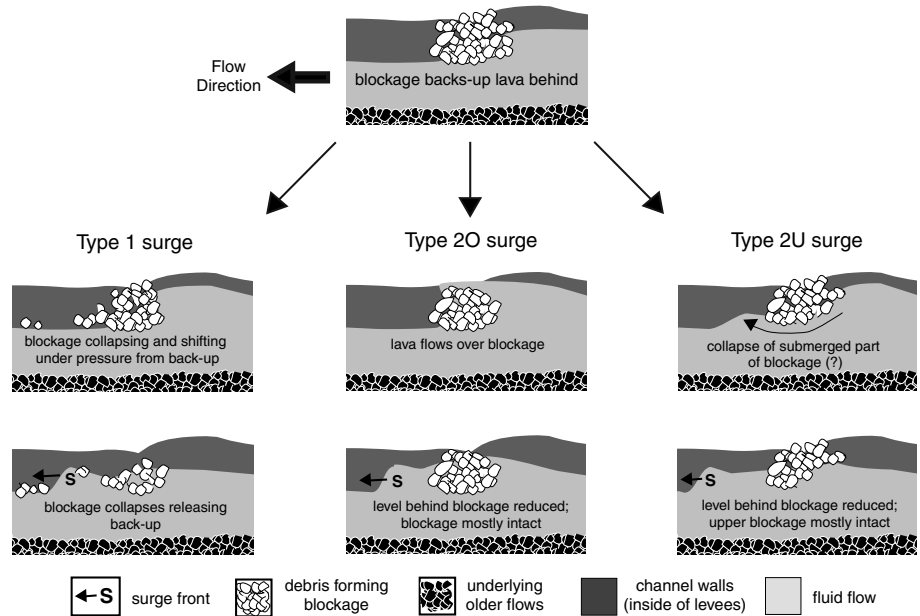 Flow
Direction
blockage backs-up lava behind
Type 1 surge
Type 2O surge
Type 2U surge
blockage collapsing and shifting
under pressure from back-up
lava flows over blockage
collapse of submerged part
of blockage (?)
S
blockage collapses releasing
back-up
S
level behind blockage reduced;
blockage mostly intact
S
level behind blockage reduced;
upper blockage mostly intact
S
surge front
debris forming
blockage
underlying
older flows
channel walls
(inside of levees)
fluid flow